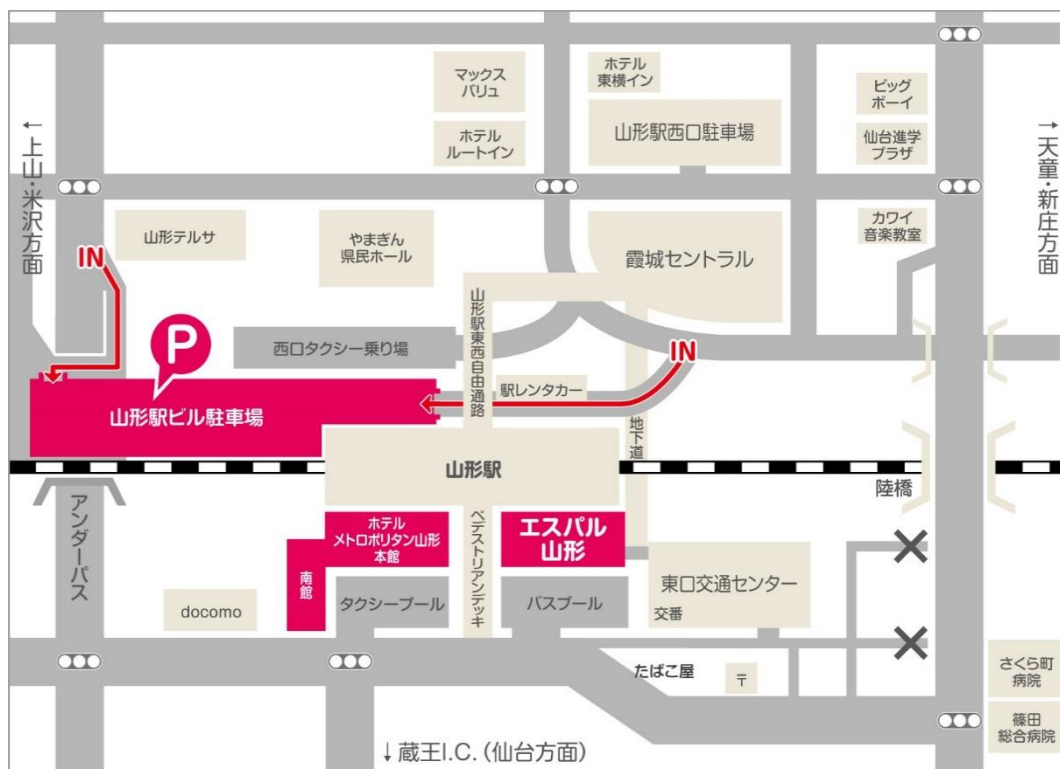 マックス
バリュ
ホテル
東横イン
ビッグ
ボーイ
ホテル
ルートイン
山形駅西口駐車場
仙台進学
プラザ
← 上山・米沢方面
→ 天童・新庄方面
山形テルサ
やまぎん
県民ホール
霞城セントラル
カワイ
音楽教室
IN
P
西口タクシー乗り場
山形駅東西自由通路
IN
駅レンタカー
山形駅ビル駐車場
地下道
山形駅
陸橋
アンダーパス
ホテル
メトロポリタン山形
本館
ペデストリアンデッキ
エスパル
山形
南館
docomo
タクシープール
バスプール
東口交通センター
交番
たばこ屋
〒
さくら町
病院
篠田
総合病院
↓蔵王I.C.(仙台方面)